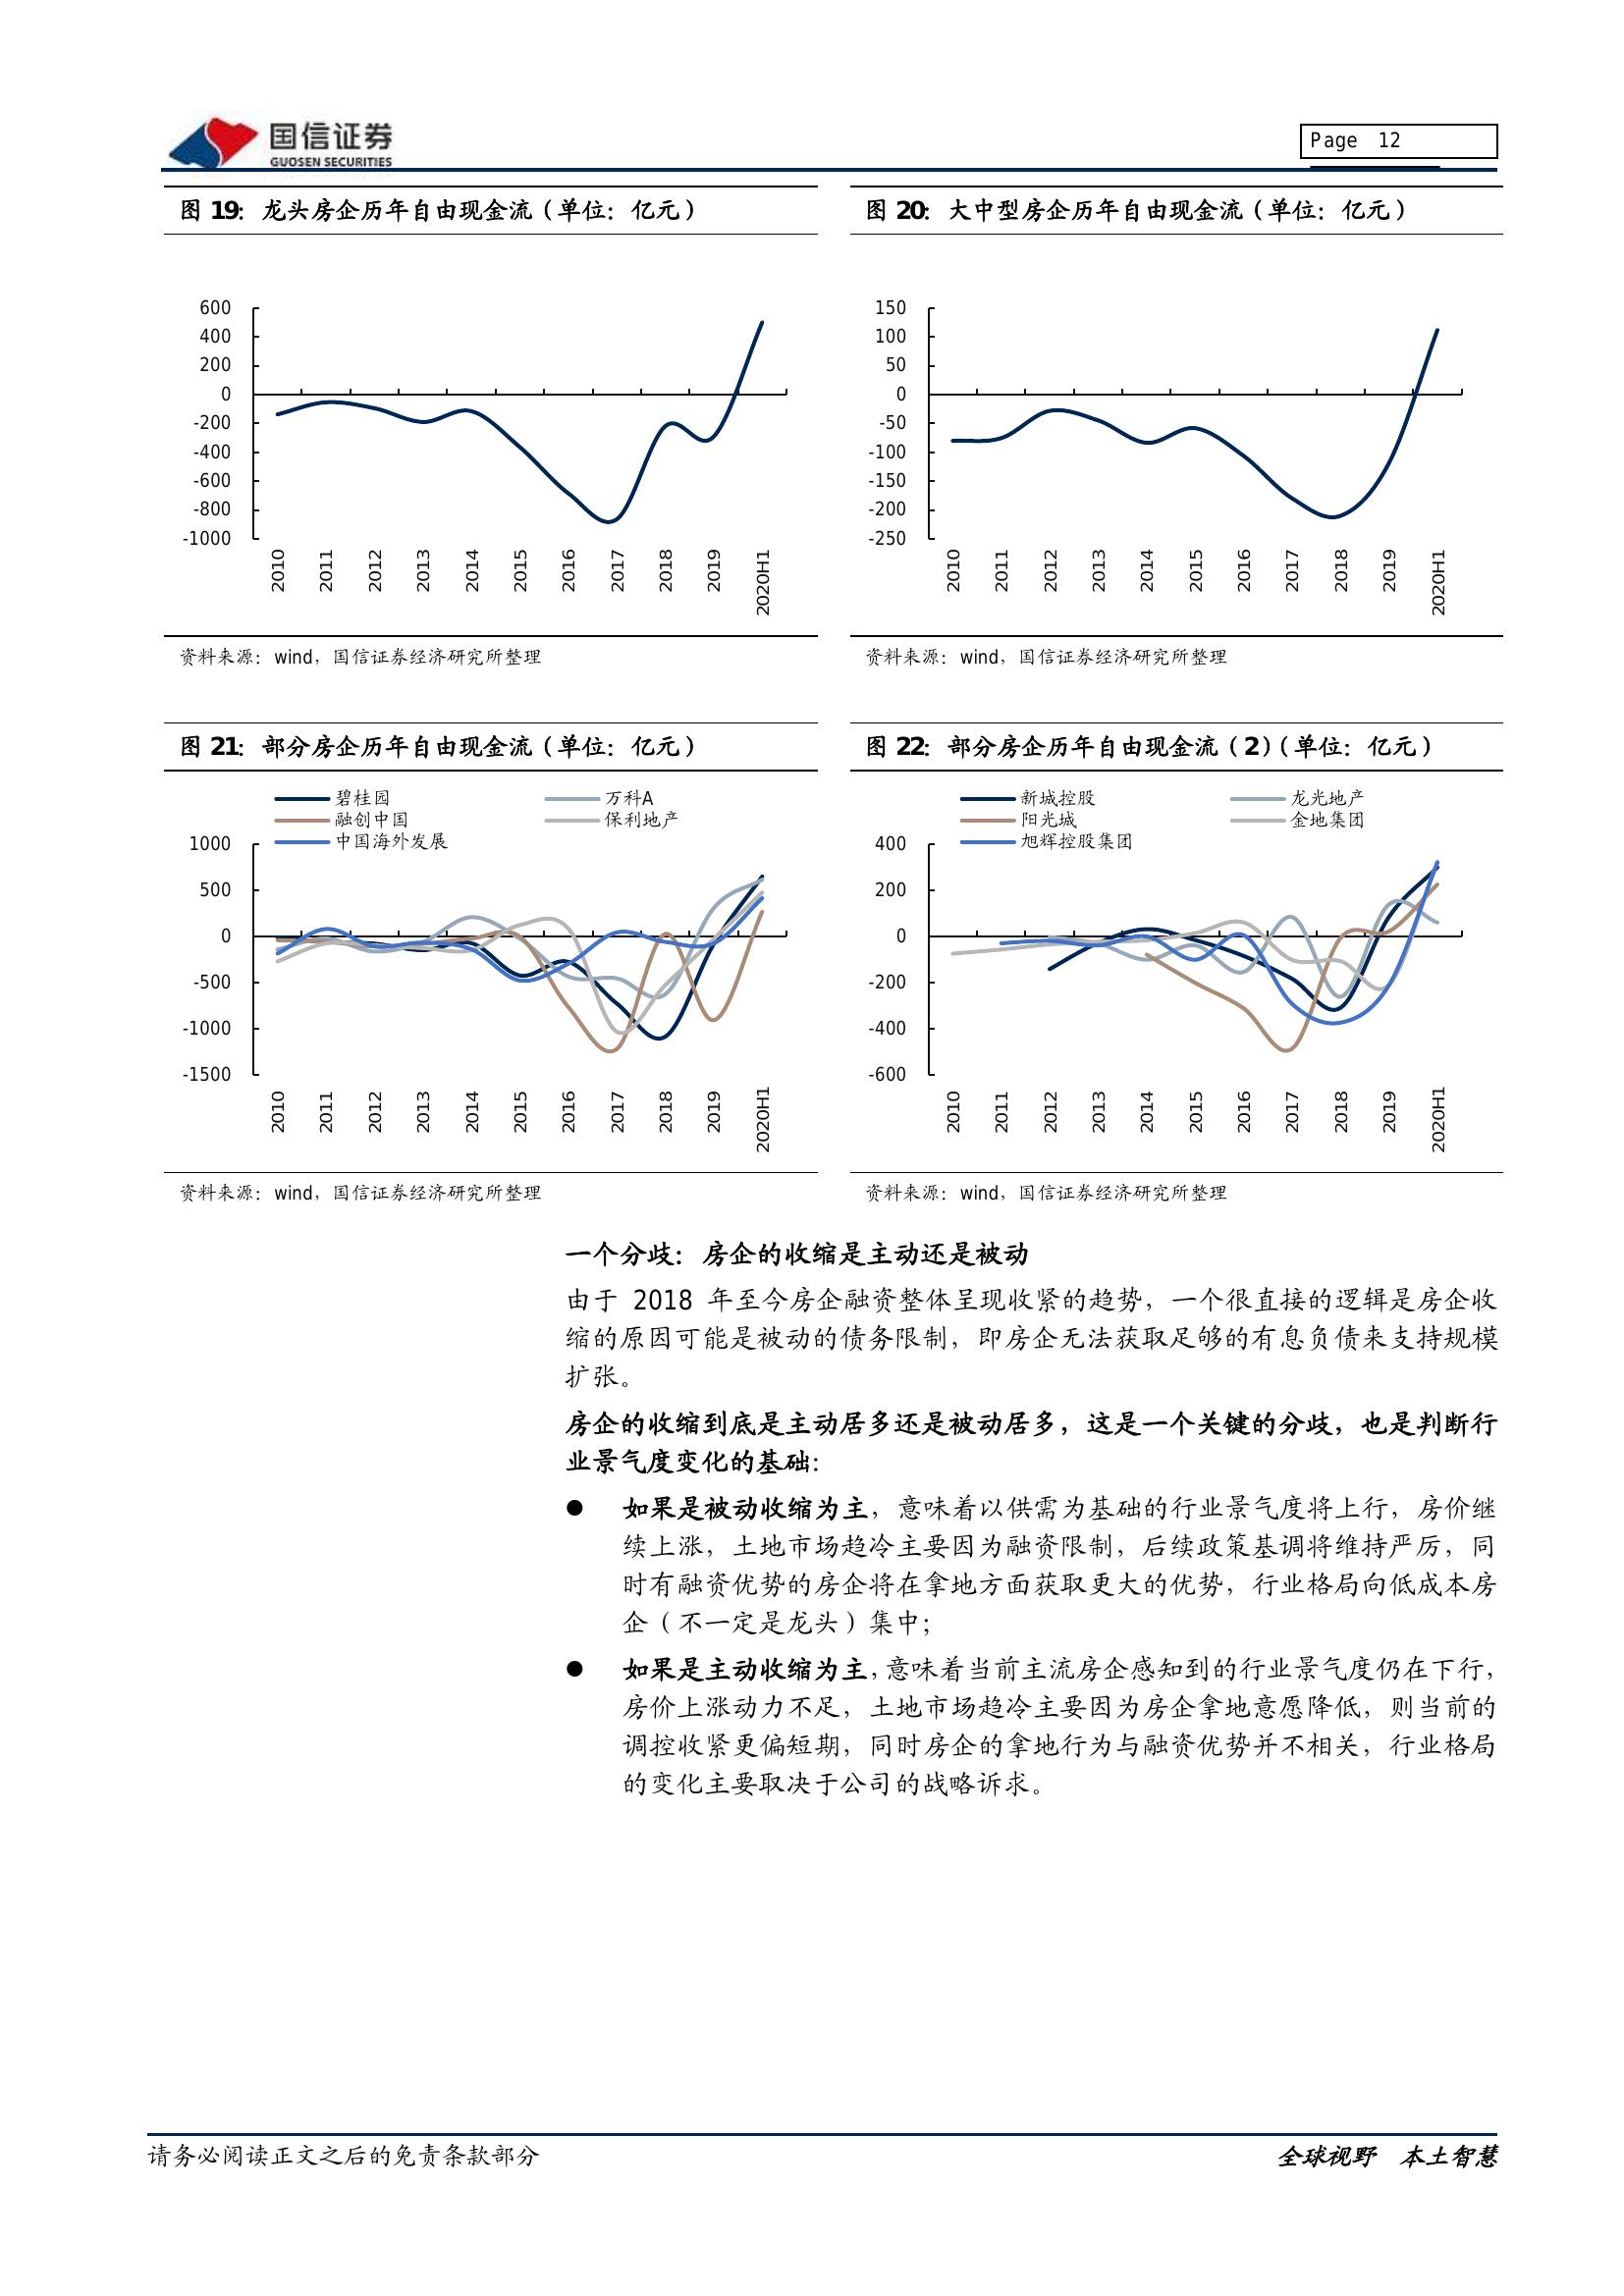 国信证券
GUOSEN SECURITIES
Page 12
图 19：龙头房企历年自由现金流（单位：亿元）
600
400
200
0
-200
-400
-600
-800
-1000
2010
2011
2012
2013
2014
2015
2016
2017
2018
2019
2020H1
资料来源：wind，国信证券经济研究所整理
图 20：大中型房企历年自由现金流（单位：亿元）
150
100
50
0
-50
-100
-150
-200
-250
2010
2011
2012
2013
2014
2015
2016
2017
2018
2019
2020H1
资料来源：wind，国信证券经济研究所整理
图 21：部分房企历年自由现金流（单位：亿元）
碧桂园
万科A
融创中国
保利地产
中国海外发展
1000
500
0
-500
-1000
-1500
2010
2011
2012
2013
2014
2015
2016
2017
2018
2019
2020H1
资料来源：wind，国信证券经济研究所整理
图 22：部分房企历年自由现金流（2）（单位：亿元）
新城控股
龙光地产
阳光城
金地集团
旭辉控股集团
400
200
0
-200
-400
-600
2010
2011
2012
2013
2014
2015
2016
2017
2018
2019
2020H1
资料来源：wind，国信证券经济研究所整理
一个分歧：房企的收缩是主动还是被动
由于 2018 年至今房企融资整体呈现收紧的趋势，一个很直接的逻辑是房企收
缩的原因可能是被动的债务限制，即房企无法获取足够的有息负债来支持规模
扩张。
房企的收缩到底是主动居多还是被动居多，这是一个关键的分歧，也是判断行
业景气度变化的基础：
● 如果是被动收缩为主，意味着以供需为基础的行业景气度将上行，房价继
续上涨，土地市场趋冷主要因为融资限制，后续政策基调将维持严厉，同
时有融资优势的房企将在拿地方面获取更大的优势，行业格局向低成本房
企（不一定是龙头）集中；
● 如果是主动收缩为主，意味着当前主流房企感知到的行业景气度仍在下行，
房价上涨动力不足，土地市场趋冷主要因为房企拿地意愿降低，则当前的
调控收紧更偏短期，同时房企的拿地行为与融资优势并不相关，行业格局
的变化主要取决于公司的战略诉求。
请务必阅读正文之后的免责条款部分
全球视野 本土智慧